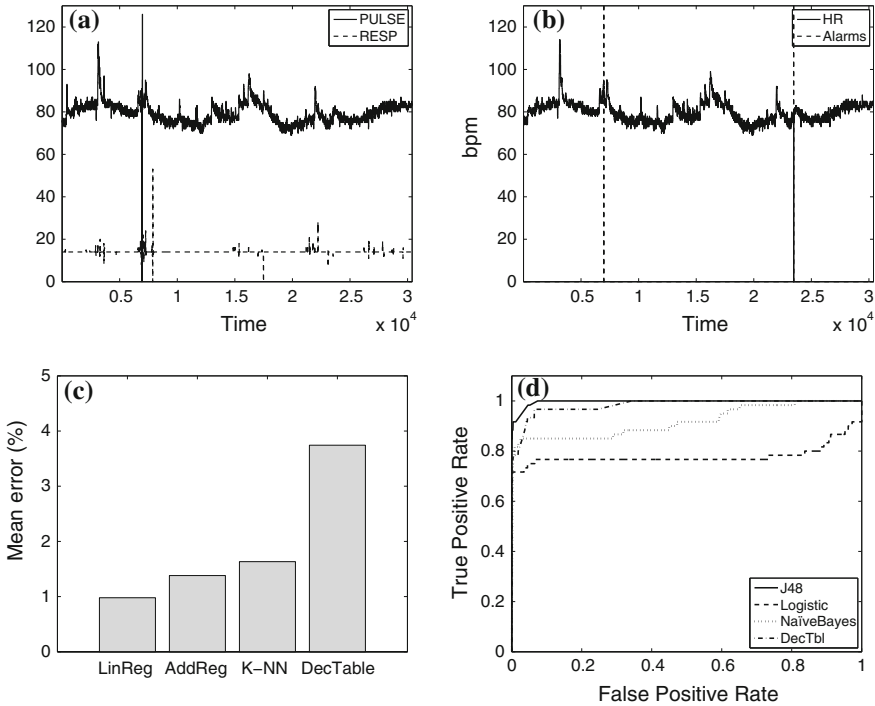 (a)
PULSE
RESP
120
100
80
60
40
20
0
0.5
1
1.5
2
2.5
3
Time
x 10^4
(b)
HR
Alarms
bpm
120
100
80
60
40
20
0
0.5
1
1.5
2
2.5
3
Time
x 10^4
(c)
Mean error (%)
5
4
3
2
1
0
LinReg AddReg K-NN DecTable
(d)
True Positive Rate
1
0.8
0.6
0.4
0.2
0
J48
Logistic
NaïveBayes
DecTbl
0 0.2 0.4 0.6 0.8 1
False Positive Rate